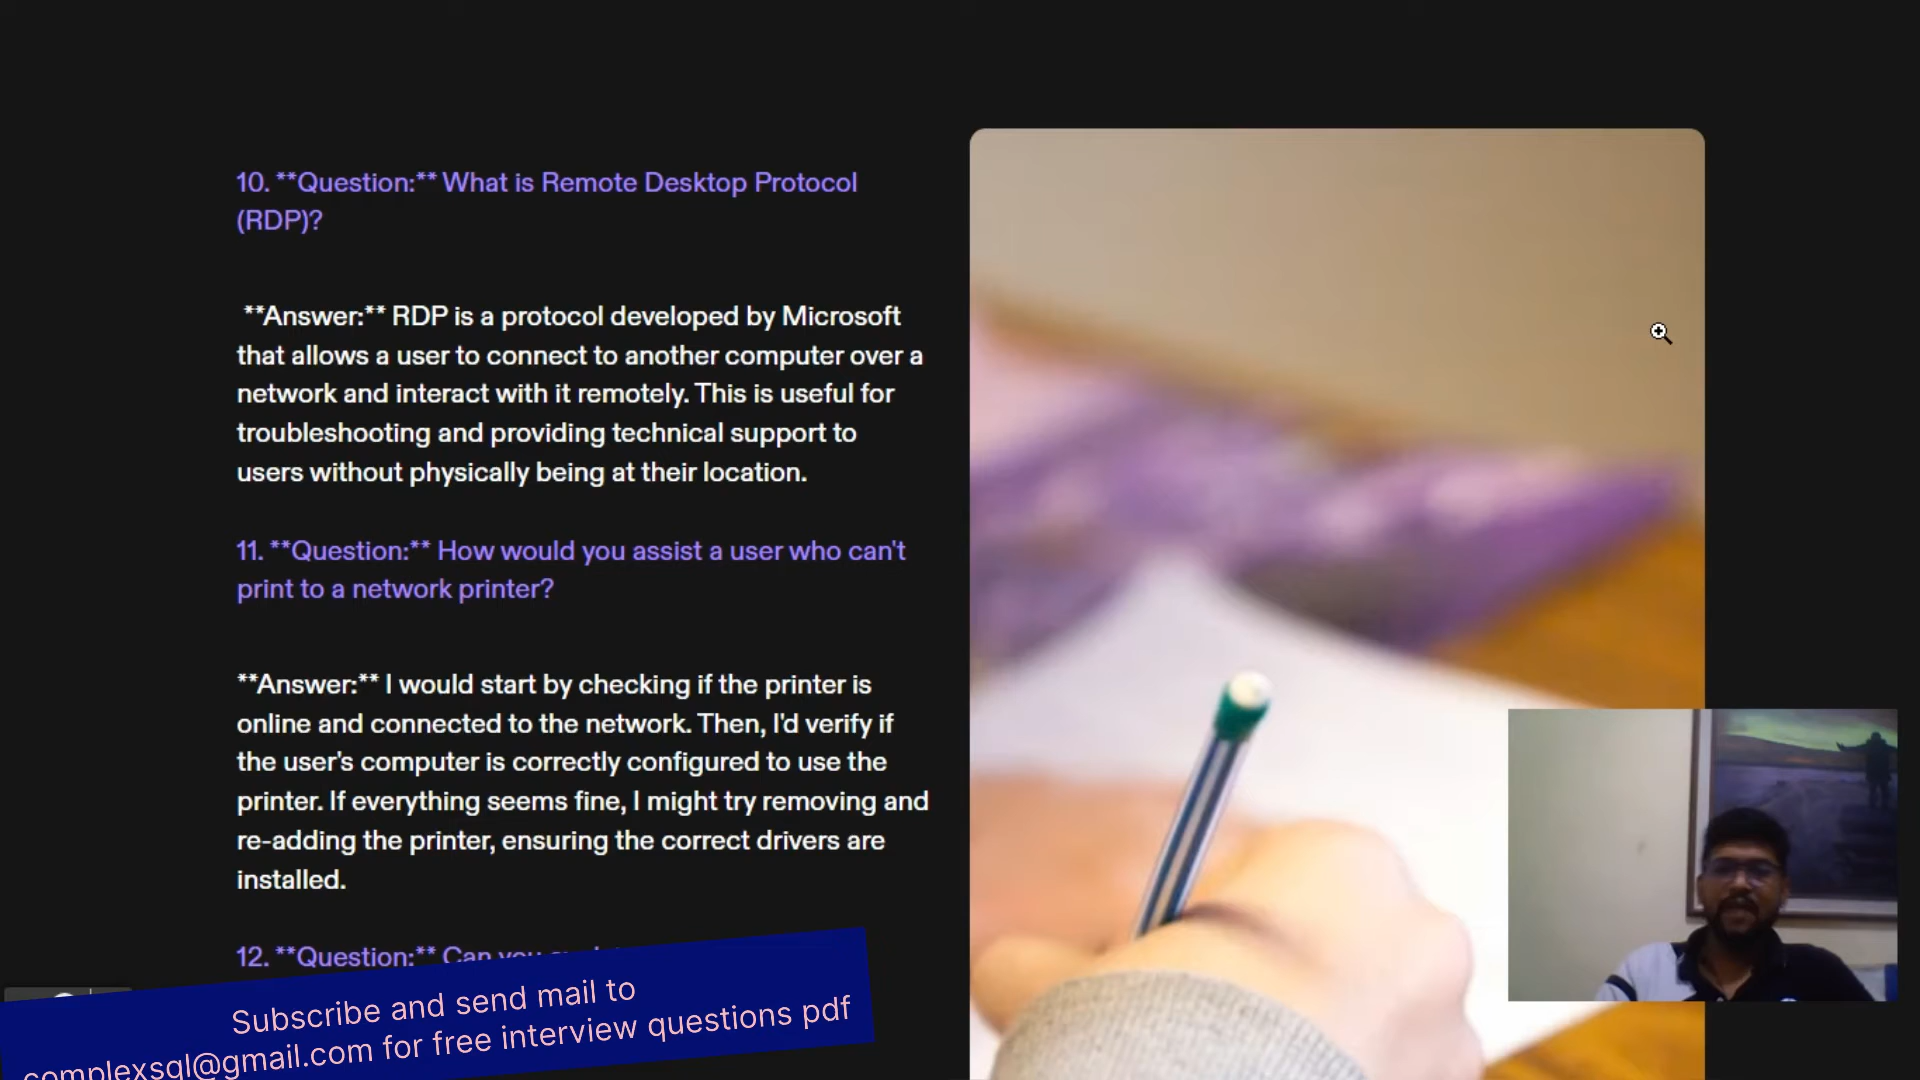 10. **Question:** What is Remote Desktop Protocol
(RDP)?
**Answer:** RDP is a protocol developed by Microsoft
that allows a user to connect to another computer over a
network and interact with it remotely. This is useful for
troubleshooting and providing technical support to
users without physically being at their location.
11. **Question:** How would you assist a user who can't
print to a network printer?
**Answer:** I would start by checking if the printer is
online and connected to the network. Then, I'd verify if
the user's computer is correctly configured to use the
printer. If everything seems fine, I might try removing and
re-adding the printer, ensuring the correct drivers are
installed.
12. **Question:** Can you
Subscribe and send mail to
complexsql@gmail.com for free interview questions pdf